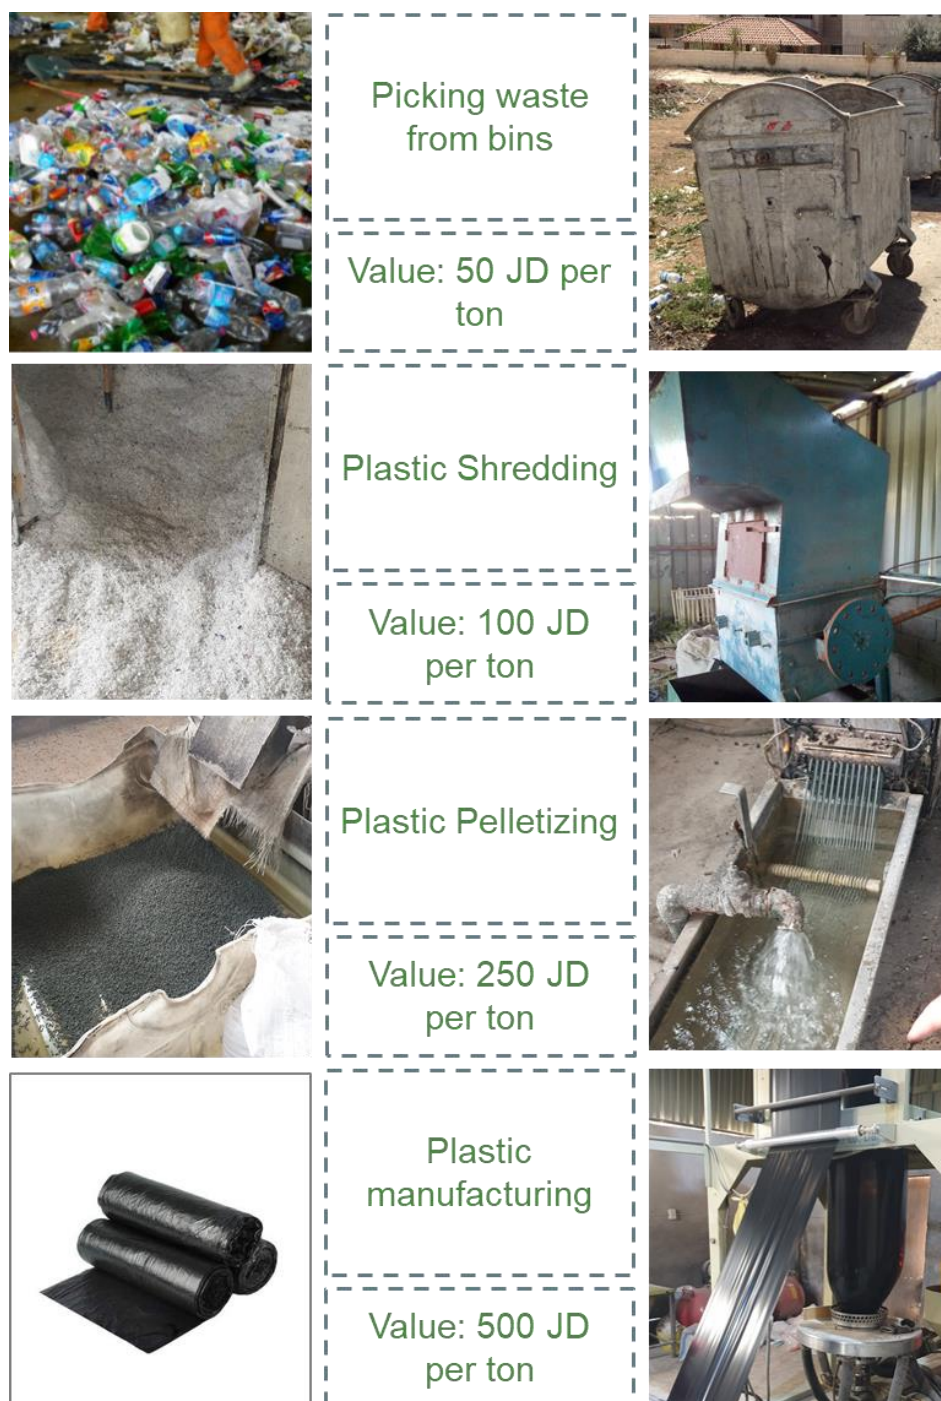 Picking waste
from bins
Value: 50 JD per
ton
Plastic Shredding
Value: 100 JD
per ton
Plastic Pelletizing
Value: 250 JD
per ton
Plastic
manufacturing
Value: 500 JD
per ton